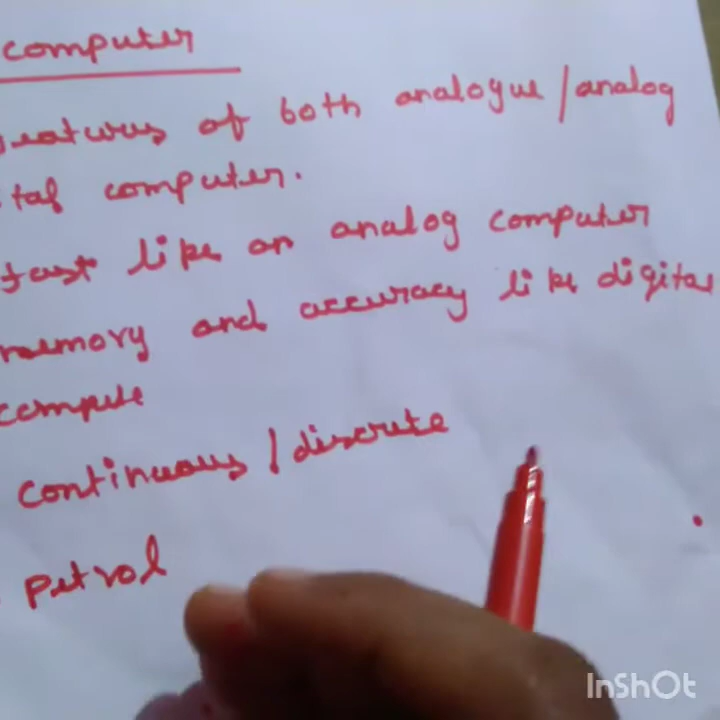 computer
features of both analogue/analog
tal computer.
fast like an analog computer
memory and accuracy like digital
compute
continuous/discrete
petrol
InShOt